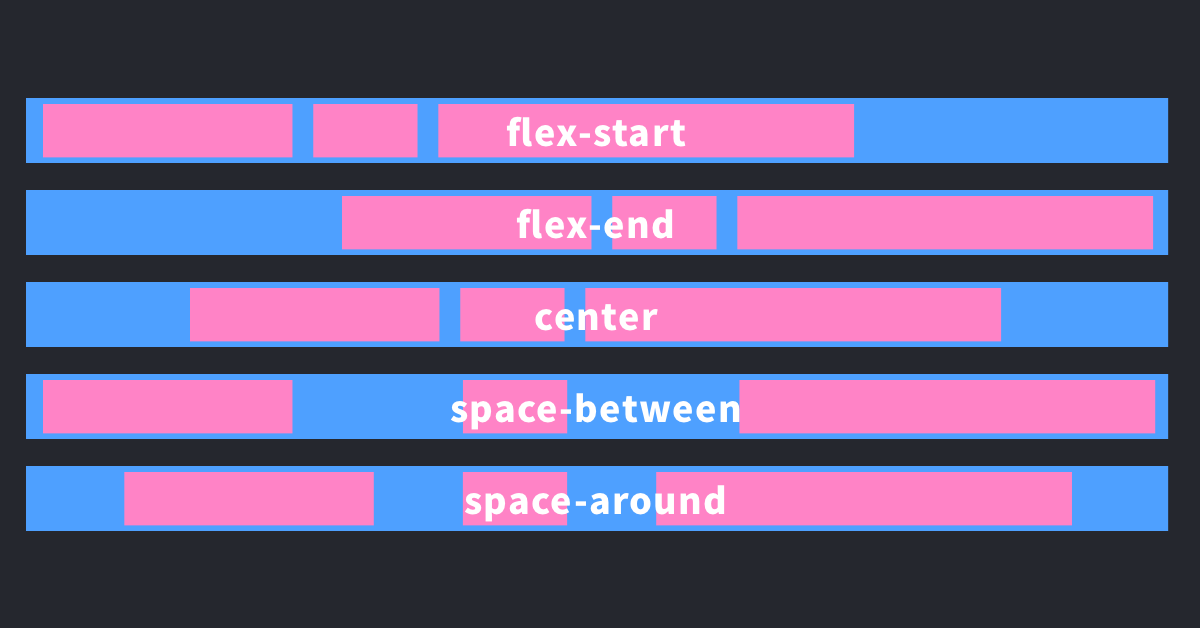 flex-start
flex-end
center
space-between
space-around